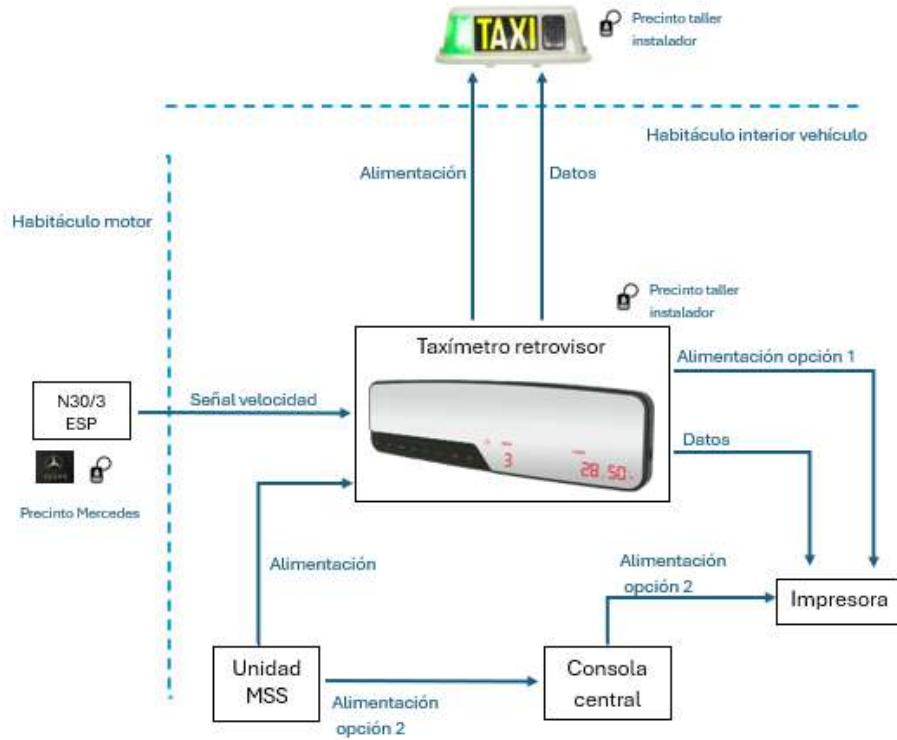 TAXI
Precinto taller
instalador
Habitáculo interior vehículo
Alimentación
Datos
Habitáculo motor
Precinto taller
instalador
Taxímetro retrovisor
Alimentación opción 1
N30/3
ESP
Señal velocidad
Datos
3
28.50
Precinto Mercedes
Alimentación
Alimentación
opción 2
Impresora
Unidad
MSS
Consola
central
Alimentación
opción 2